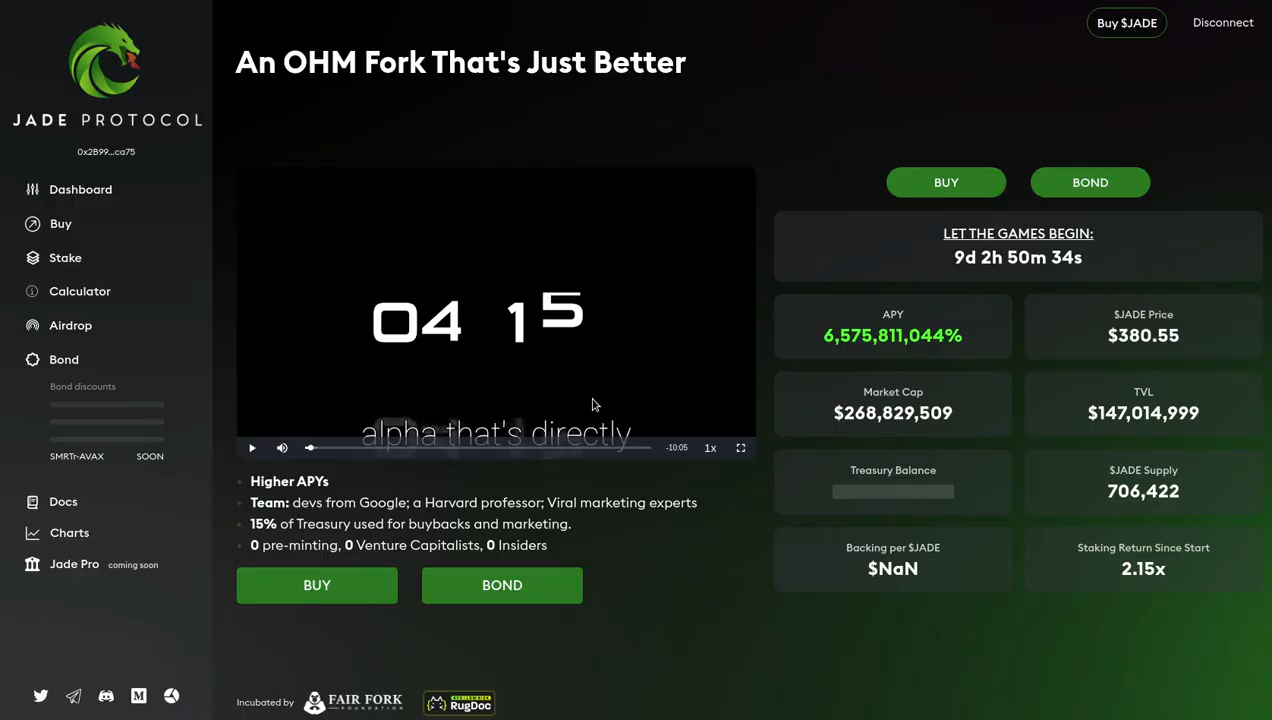 Buy $JADE
Disconnect
JADE PROTOCOL
0x2B99...ca75
Dashboard
Buy
Stake
Calculator
Airdrop
Bond
Bond discounts
SMRTr-AVAX SOON
Docs
Charts
Jade Pro coming soon
An OHM Fork That's Just Better
04 15
alpha that's directly
-10:05 1x
Higher APYs
Team: devs from Google; a Harvard professor; Viral marketing experts
15% of Treasury used for buybacks and marketing.
0 pre-minting, 0 Venture Capitalists, 0 Insiders
BUY BOND
BUY BOND
LET THE GAMES BEGIN:
9d 2h 50m 34s
APY
6,575,811,044%
$JADE Price
$380.55
Market Cap
$268,829,509
TVL
$147,014,999
Treasury Balance
$JADE Supply
706,422
Backing per $JADE
$NaN
Staking Return Since Start
2.15x
Incubated by
FAIR FORK
FOUNDATION
RugDoc